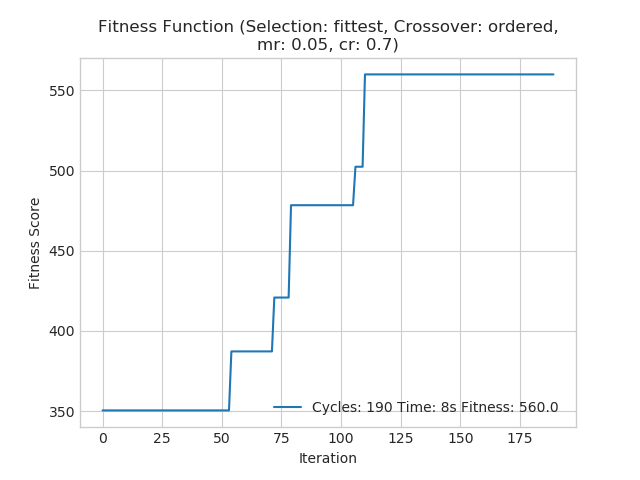 Fitness Function (Selection: fittest, Crossover: ordered,
mr: 0.05, cr: 0.7)
Fitness Score
550
500
450
400
350
Cycles: 190 Time: 8s Fitness: 560.0
0 25 50 75 100 125 150 175
Iteration